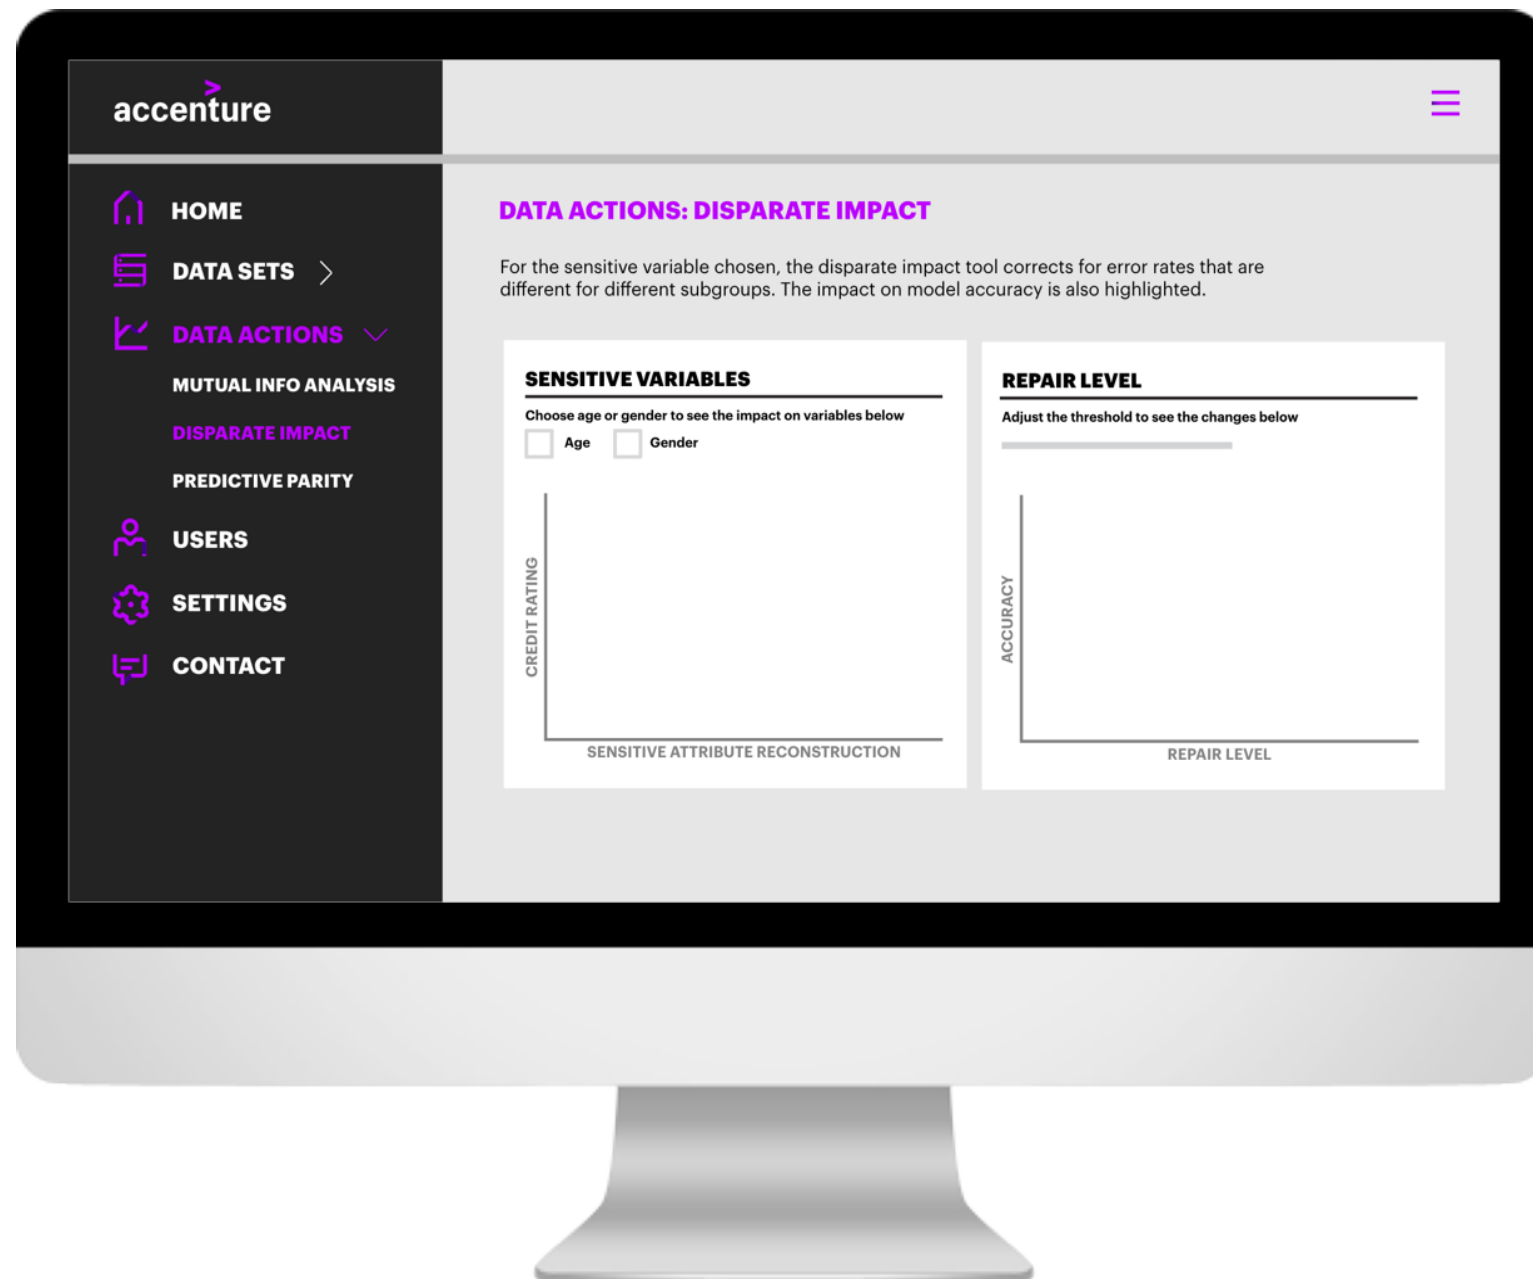 accenture
HOME
DATA SETS
DATA ACTIONS
MUTUAL INFO ANALYSIS
DISPARATE IMPACT
PREDICTIVE PARITY
USERS
SETTINGS
CONTACT
DATA ACTIONS: DISPARATE IMPACT
For the sensitive variable chosen, the disparate impact tool corrects for error rates that are
different for different subgroups. The impact on model accuracy is also highlighted.
SENSITIVE VARIABLES
Choose age or gender to see the impact on variables below
Age Gender
CREDIT RATING
SENSITIVE ATTRIBUTE RECONSTRUCTION
REPAIR LEVEL
Adjust the threshold to see the changes below
ACCURACY
REPAIR LEVEL